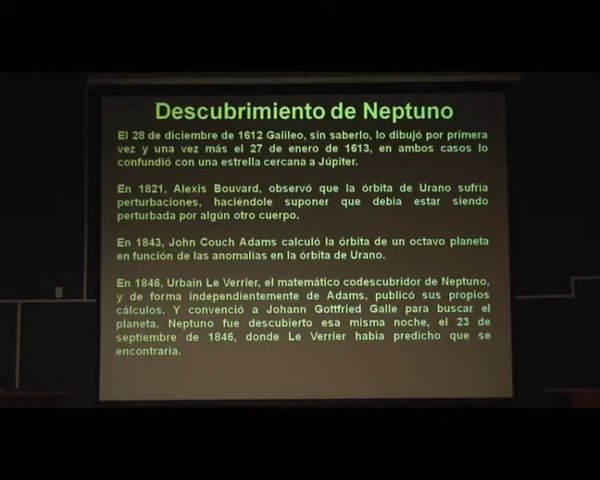 Descubrimiento de Neptuno
El 28 de diciembre de 1612 Galileo, sin saberlo, lo dibujó por primera
vez y una vez más el 27 de enero de 1613, en ambos casos lo
confundió con una estrella cercana a Júpiter.
En 1821, Alexis Bouvard, observó que la órbita de Urano sufría
perturbaciones, haciéndole suponer que debía estar siendo
perturbada por algún otro cuerpo.
En 1843, John Couch Adams calculó la órbita de un octavo planeta
en función de las anomalías en la órbita de Urano.
En 1846, Urbain Le Verrier, el matemático codescubridor de Neptuno,
y de forma independientemente de Adams, publicó sus propios
cálculos. Y convenció a Johann Gottfried Galle para buscar el
planeta. Neptuno fue descubierto esa misma noche, el 23 de
septiembre de 1846, donde Le Verrier había predicho que se
encontraría.